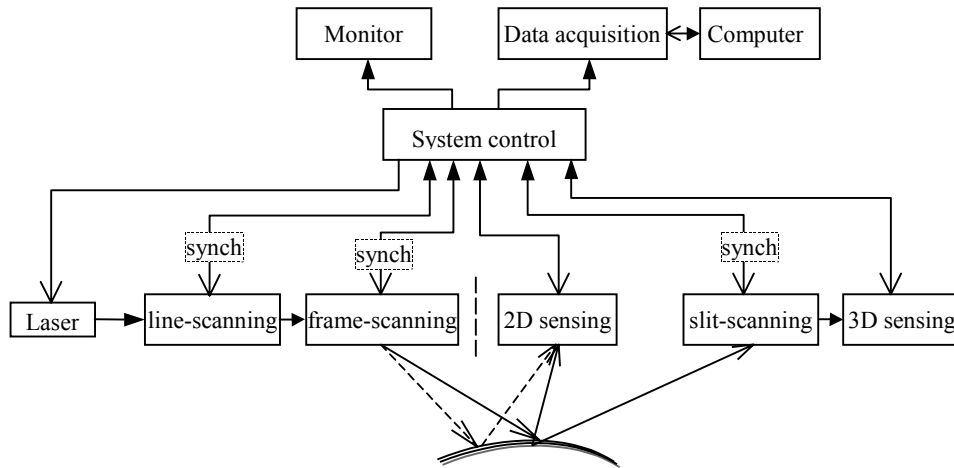 Monitor
Data acquisition
Computer
System control
synch
synch
synch
Laser
line-scanning
frame-scanning
2D sensing
slit-scanning
3D sensing